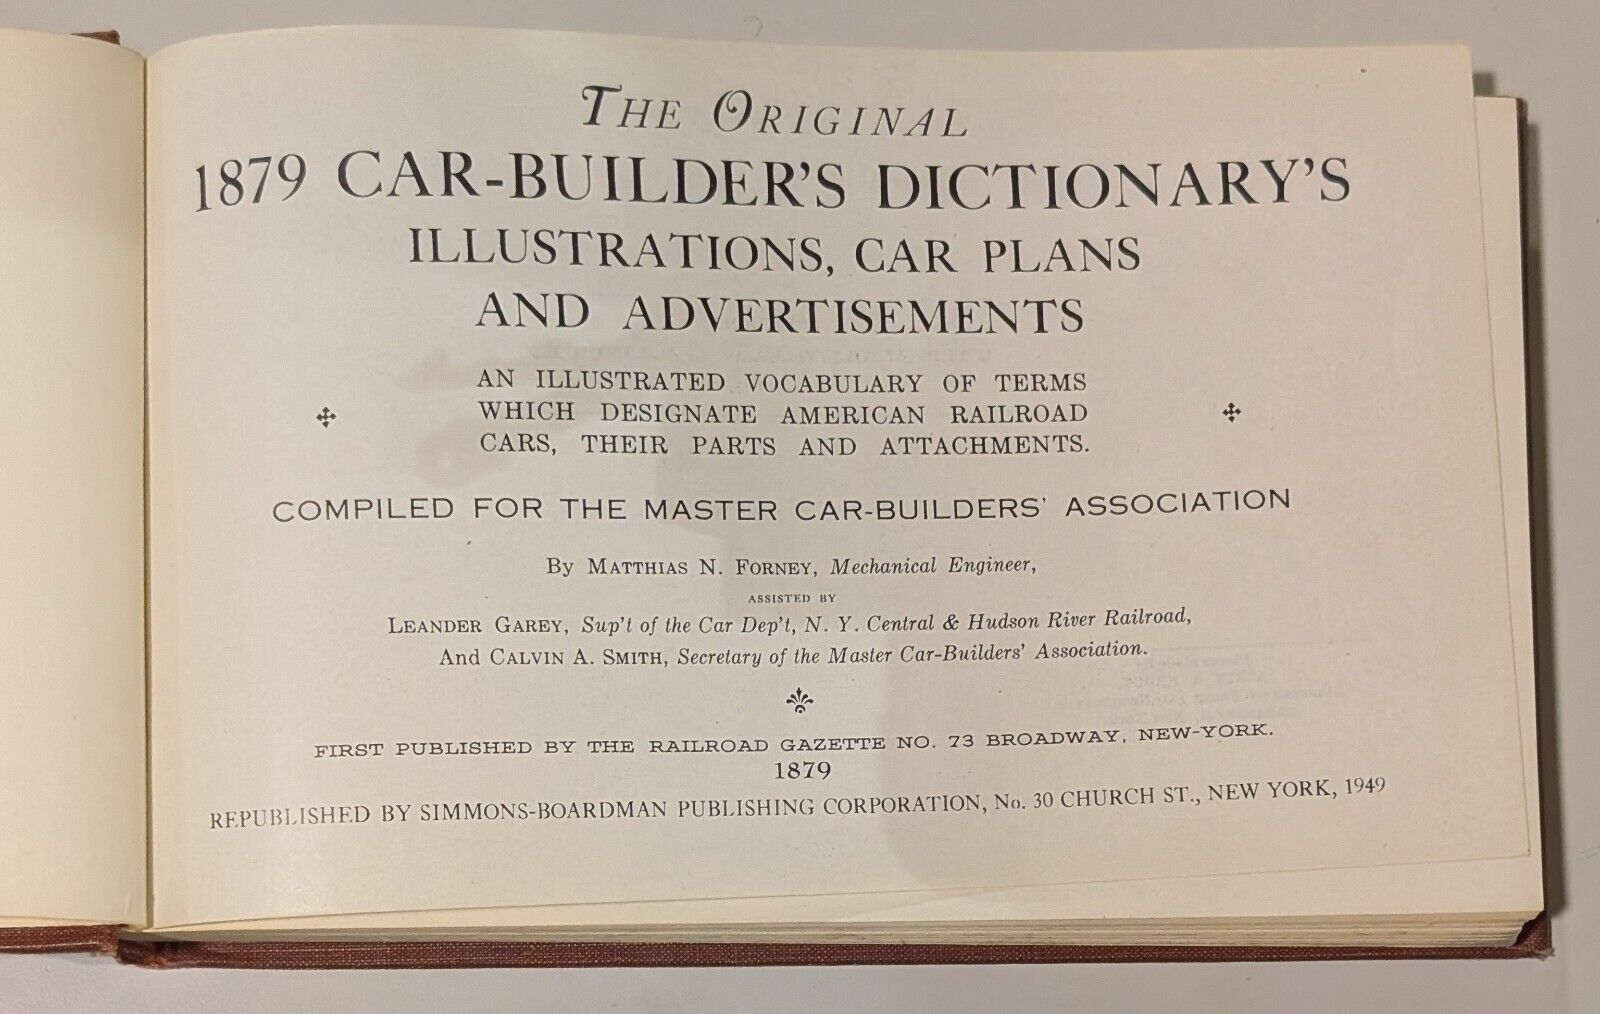 THE ORIGINAL
1879 CAR-BUILDER'S DICTIONARY'S
ILLUSTRATIONS, CAR PLANS
AND ADVERTISEMENTS
AN ILLUSTRATED VOCABULARY OF TERMS
WHICH DESIGNATE AMERICAN RAILROAD
CARS, THEIR PARTS AND ATTACHMENTS.
COMPILED FOR THE MASTER CAR-BUILDERS' ASSOCIATION
By MATTHIAS N. FORNEY, Mechanical Engineer,
ASSISTED BY
LEANDER GAREY, Sup't of the Car Dep't, N. Y. Central & Hudson River Railroad,
And CALVIN A. SMITH, Secretary of the Master Car-Builders' Association.
FIRST PUBLISHED BY THE RAILROAD GAZETTE NO. 73 BROADWAY, NEW-YORK.
1879
REPUBLISHED BY SIMMONS-BOARDMAN PUBLISHING CORPORATION, No. 30 CHURCH ST., NEW YORK, 1949